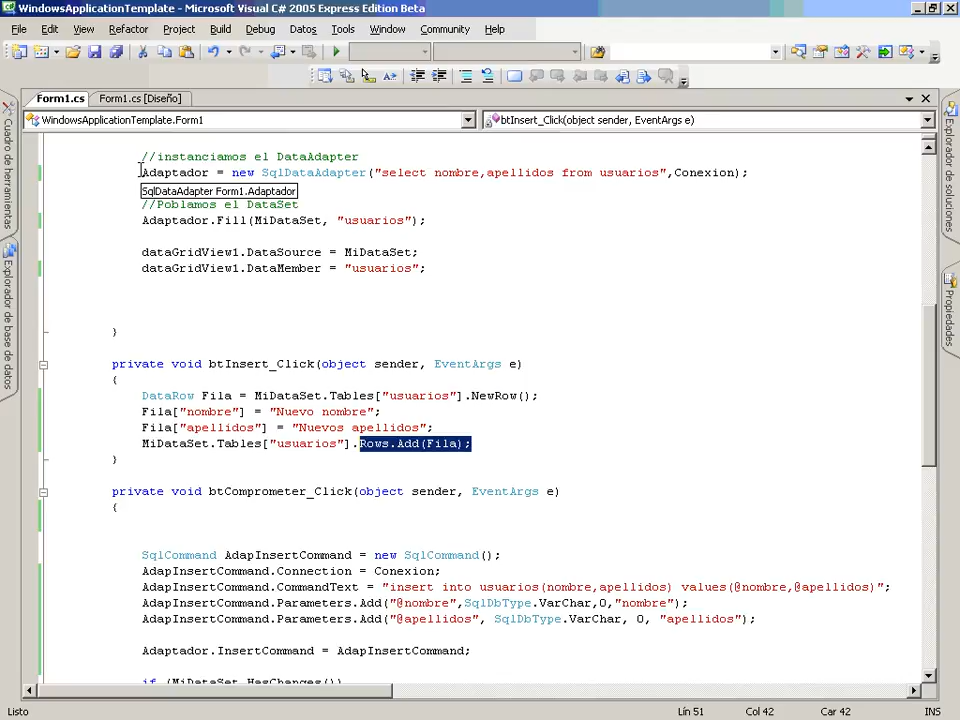 WindowsApplicationTemplate - Microsoft Visual C# 2005 Express Edition Beta
File Edit View Refactor Project Build Debug Datos Tools Window Community Help
Form1.cs Form1.cs [Diseño]
WindowsApplicationTemplate.Form1 btInsert_Click(object sender, EventArgs e)
Cuadro de herramientas
Explorador de base de datos
//instanciamos el DataAdapter
Adaptador = new SqlDataAdapter("select nombre,apellidos from usuarios",Conexion);
SqlDataAdapter Form1.Adaptador
//Poblamos el DataSet
Adaptador.Fill(MiDataSet, "usuarios");
dataGridView1.DataSource = MiDataSet;
dataGridView1.DataMember = "usuarios";
}
private void btInsert_Click(object sender, EventArgs e)
{
DataRow Fila = MiDataSet.Tables["usuarios"].NewRow();
Fila["nombre"] = "Nuevo nombre";
Fila["apellidos"] = "Nuevos apellidos";
MiDataSet.Tables["usuarios"].Rows.Add(Fila);
}
private void btComprometer_Click(object sender, EventArgs e)
{
SqlCommand AdapInsertCommand = new SqlCommand();
AdapInsertCommand.Connection = Conexion;
AdapInsertCommand.CommandText = "insert into usuarios(nombre,apellidos) values(@nombre,@apellidos)";
AdapInsertCommand.Parameters.Add("@nombre",SqlDbType.VarChar,0,"nombre");
AdapInsertCommand.Parameters.Add("@apellidos", SqlDbType.VarChar, 0, "apellidos");
Adaptador.InsertCommand = AdapInsertCommand;
if (MiDataSet.HasChanges())
Explorador de soluciones
Propiedades
Listo Lín 51 Col 42 Car 42 INS